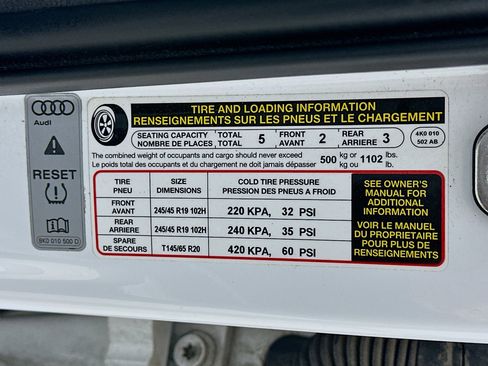 Audi
RESET
8K0 010 500 D
TIRE AND LOADING INFORMATION
RENSEIGNEMENTS SUR LES PNEUS ET LE CHARGEMENT
SEATING CAPACITY TOTAL 5 FRONT 2 REAR 3
NOMBRE DE PLACES TOTAL AVANT ARRIERE
4K0 010
502 AB
The combined weight of occupants and cargo should never exceed 500 kg or 1102 lbs.
Le poids total des occupants et du chargement ne doit jamais dépasser kg ou lb.
TIRE SIZE COLD TIRE PRESSURE
PNEU DIMENSIONS PRESSION DES PNEUS A FROID
FRONT
AVANT 245/45 R19 102H 220 KPA, 32 PSI
REAR
ARRIERE 245/45 R19 102H 240 KPA, 35 PSI
SPARE
DE SECOURS T145/65 R20 420 KPA, 60 PSI
SEE OWNER'S
MANUAL FOR
ADDITIONAL
INFORMATION
VOIR LE MANUEL
DU PROPRIETAIRE
POUR PLUS DE
RENSEIGNEMENTS